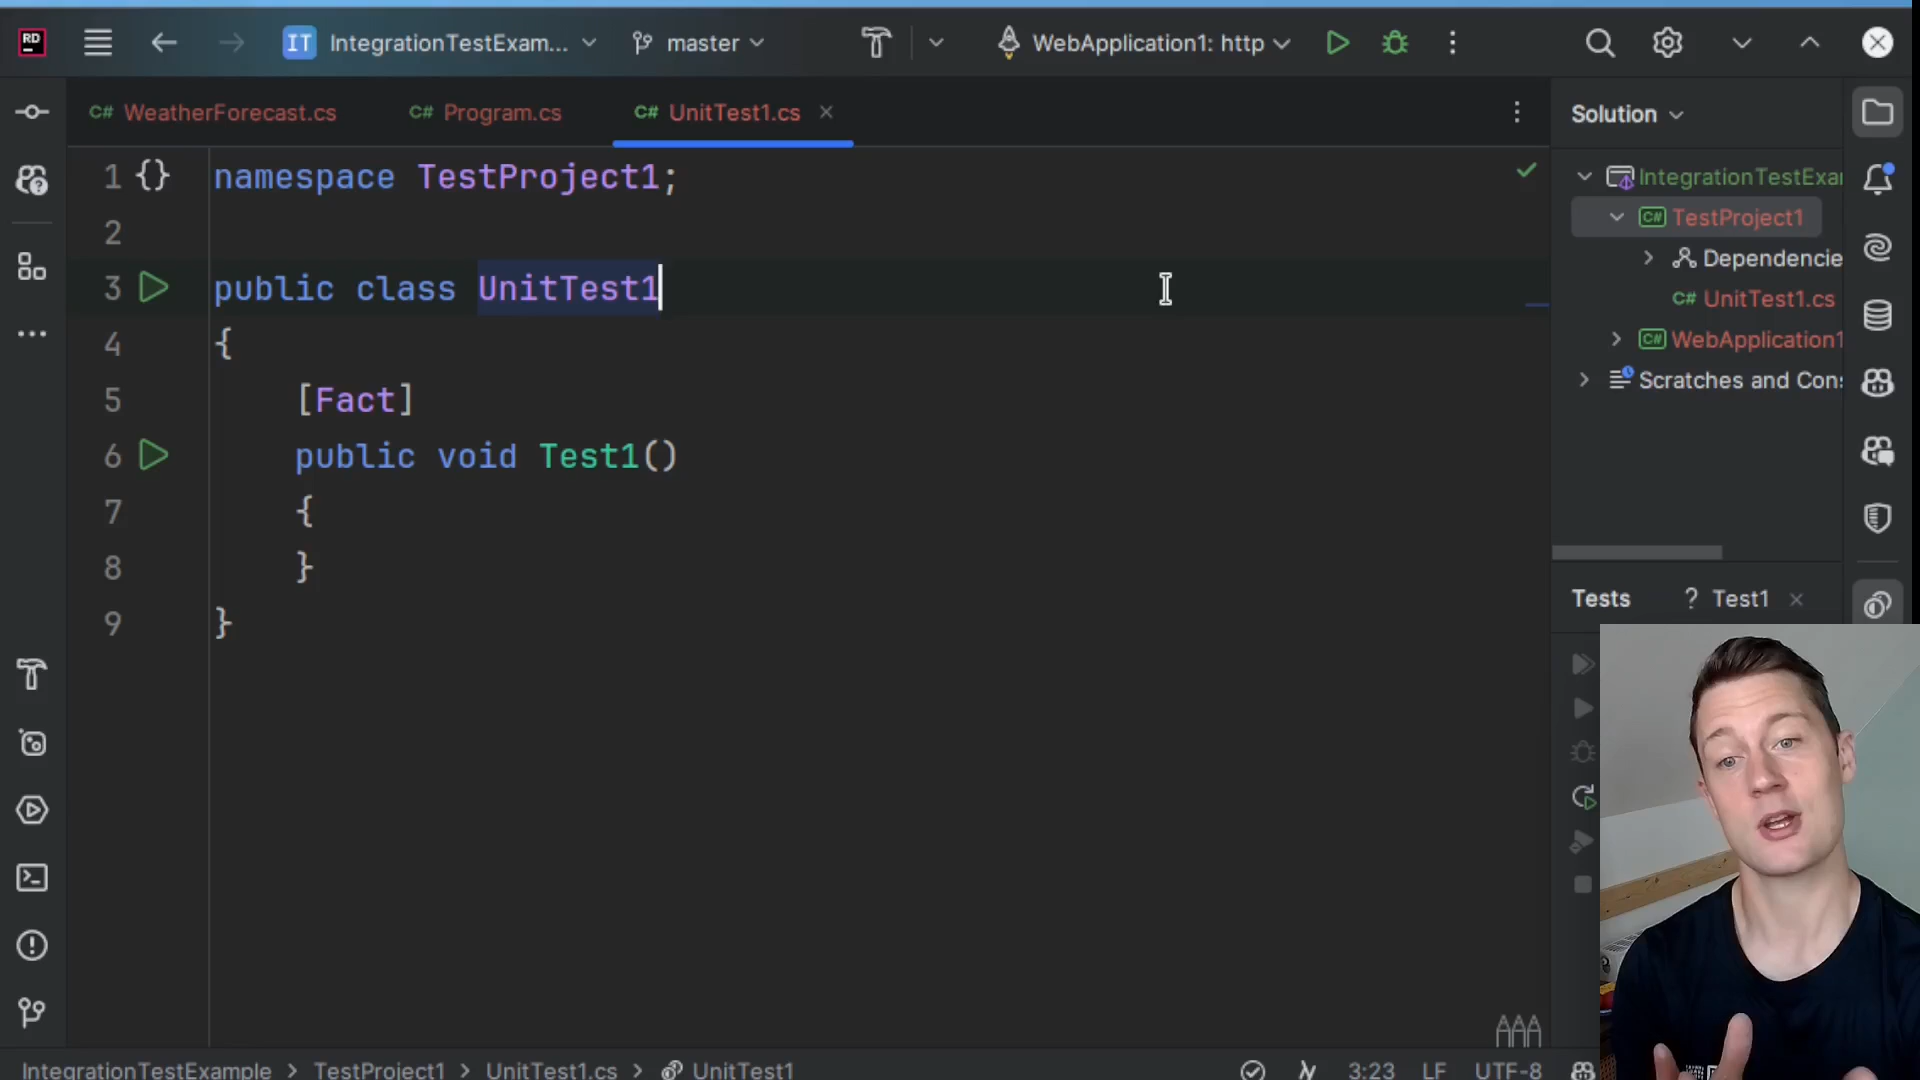 RD
IT IntegrationTestExam...
master
WebApplication1: http
C# WeatherForecast.cs
C# Program.cs
C# UnitTest1.cs
Solution
1 {} namespace TestProject1;
2
3 public class UnitTest1
4 {
5 [Fact]
6 public void Test1()
7 {
8 }
9 }
IntegrationTestExa
C# TestProject1
Dependencie
C# UnitTest1.cs
C# WebApplication1
Scratches and Con
Tests
? Test1
IntegrationTestExample > TestProject1 > UnitTest1.cs > UnitTest1
3:23 LF UTF-8